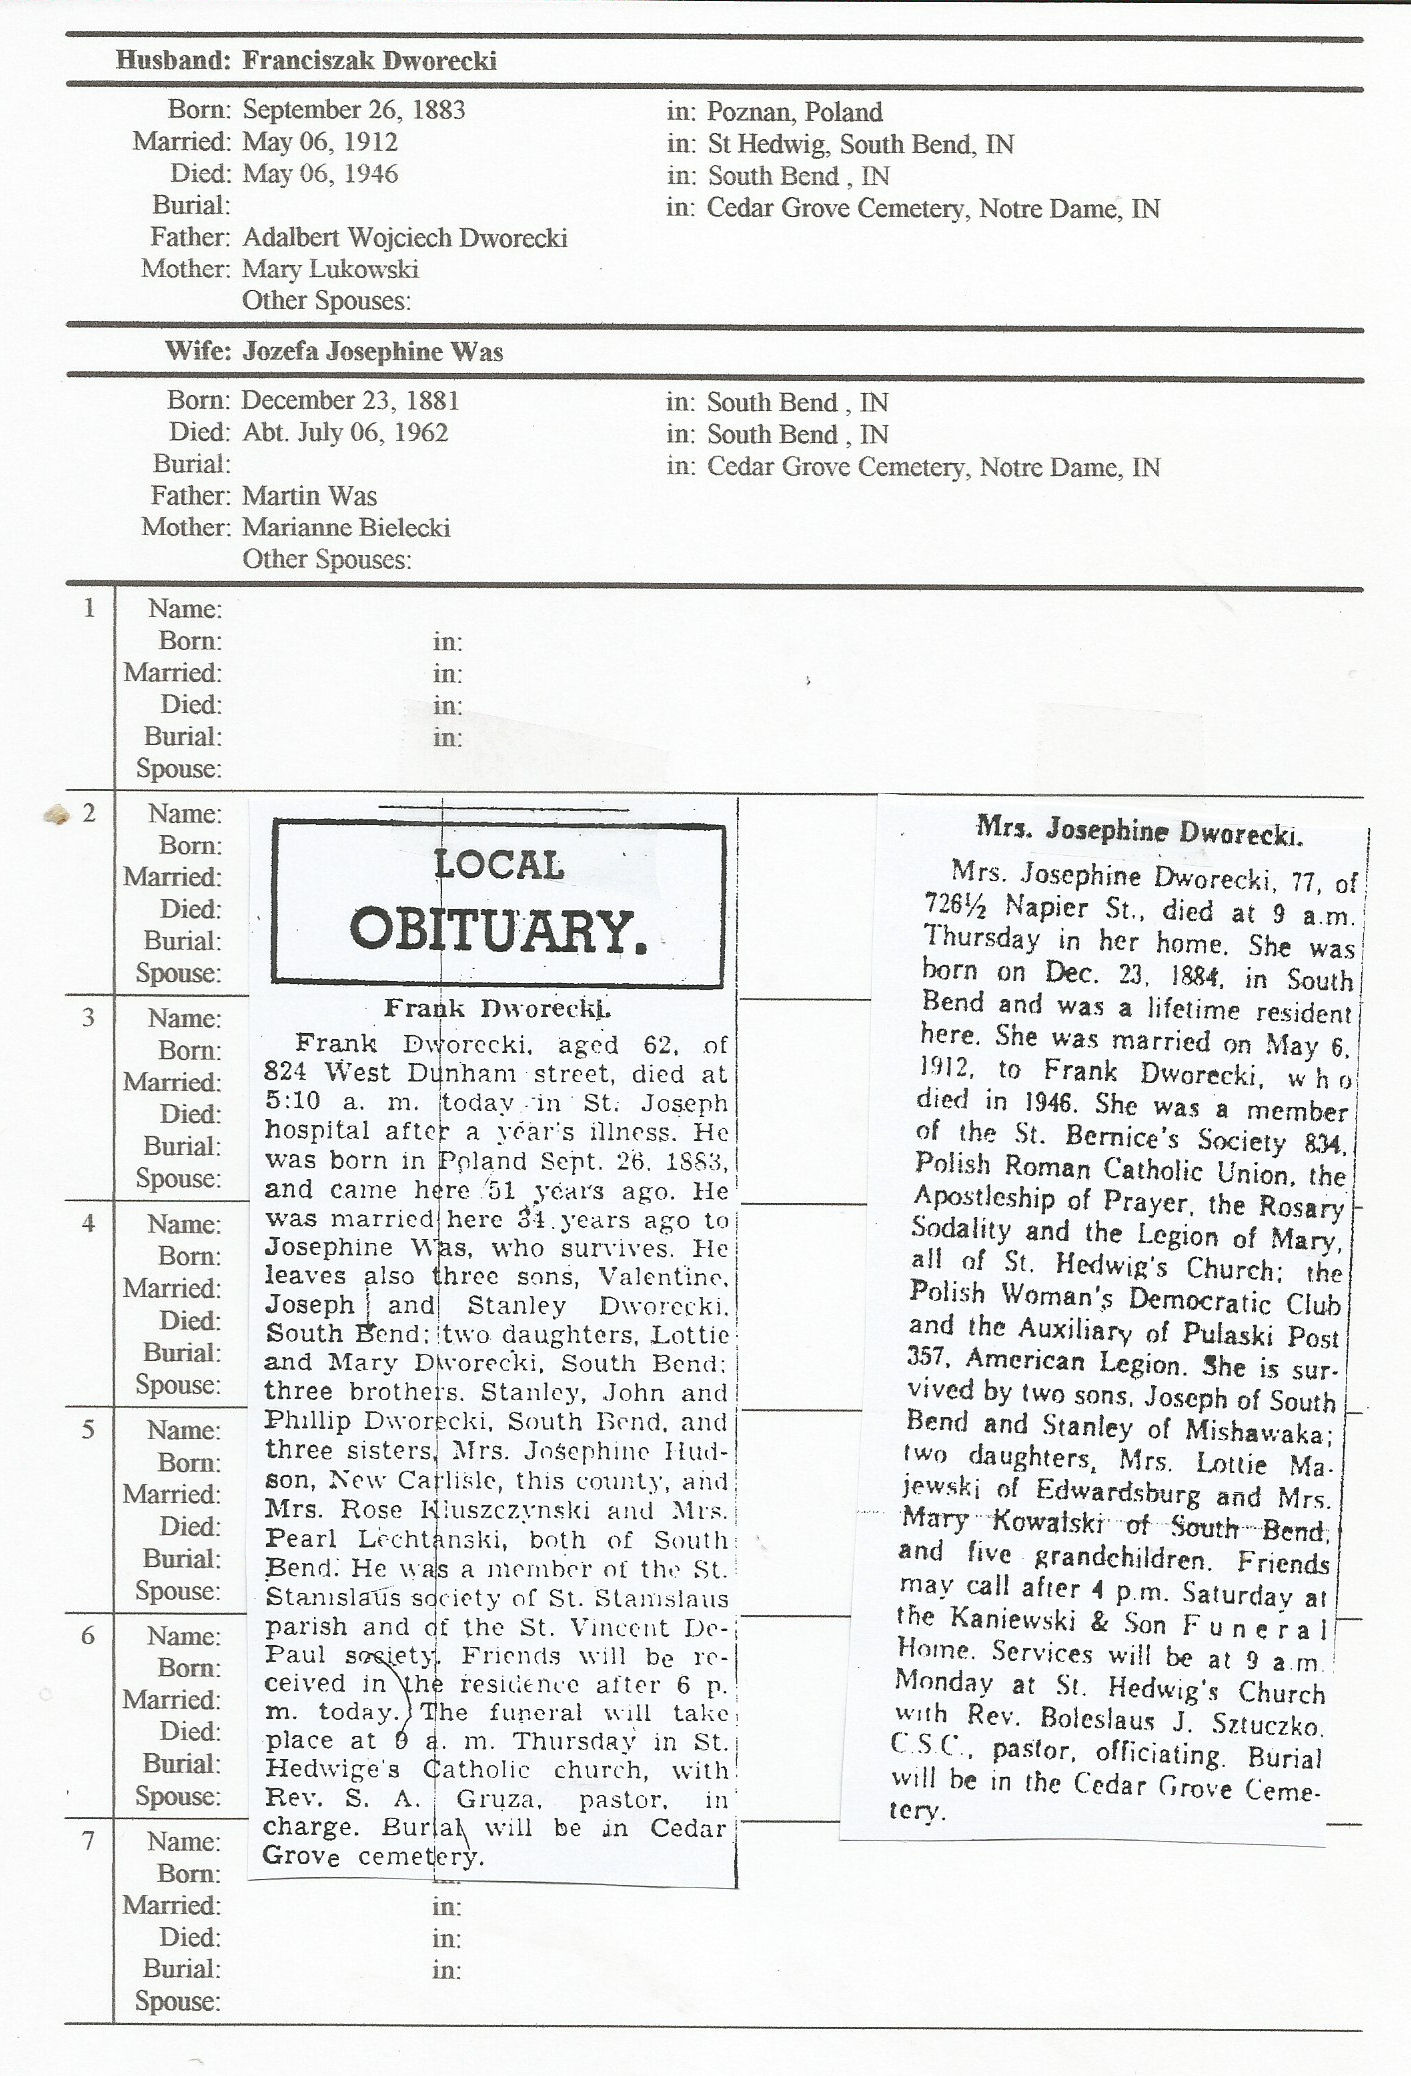 Husband: Franciszak Dworecki
Born: September 26, 1883 in: Poznan, Poland
Married: May 06, 1912 in: St Hedwig, South Bend, IN
Died: May 06, 1946 in: South Bend , IN
Burial: in: Cedar Grove Cemetery, Notre Dame, IN
Father: Adalbert Wojciech Dworecki
Mother: Mary Lukowski
Other Spouses:
Wife: Jozefa Josephine Was
Born: December 23, 1881 in: South Bend , IN
Died: Abt. July 06, 1962 in: South Bend , IN
Burial: in: Cedar Grove Cemetery, Notre Dame, IN
Father: Martin Was
Mother: Marianne Bielecki
Other Spouses:
1 Name:
Born: in:
Married: in:
Died: in:
Burial: in:
Spouse:
2 Name:
Born:
Married:
Died:
Burial:
Spouse:
3 Name:
Born:
Married:
Died:
Burial:
Spouse:
4 Name:
Born:
Married:
Died:
Burial:
Spouse:
5 Name:
Born:
Married:
Died:
Burial:
Spouse:
6 Name:
Born:
Married:
Died:
Burial:
Spouse:
7 Name:
Born:
Married: in:
Died: in:
Burial: in:
Spouse:
LOCAL
OBITUARY.
Frank Dworecki.
Frank Dworecki, aged 62, of
824 West Dunham street, died at
5:10 a. m. today in St. Joseph
hospital after a year's illness. He
was born in Poland Sept. 26, 1883,
and came here 51 years ago. He
was married here 34 years ago to
Josephine Was, who survives. He
leaves also three sons, Valentine,
Joseph and Stanley Dworecki,
South Bend; two daughters, Lottie
and Mary Dworecki, South Bend;
three brothers, Stanley, John and
Phillip Dworecki, South Bend, and
three sisters, Mrs. Josephine Hud-
son, New Carlisle, this county, and
Mrs. Rose Kluszczynski and Mrs.
Pearl Lechtanski, both of South
Bend. He was a member of the St.
Stanislaus society of St. Stanislaus
parish and of the St. Vincent De-
Paul society. Friends will be re-
ceived in the residence after 6 p.
m. today. The funeral will take
place at 9 a. m. Thursday in St.
Hedwige's Catholic church, with
Rev. S. A. Gruza, pastor, in
charge. Burial will be in Cedar
Grove cemetery.
Mrs. Josephine Dworecki.
Mrs. Josephine Dworecki, 77, of
726½ Napier St., died at 9 a.m.
Thursday in her home. She was
born on Dec. 23, 1884, in South
Bend and was a lifetime resident
here. She was married on May 6,
1912, to Frank Dworecki, who
died in 1946. She was a member
of the St. Bernice's Society 834,
Polish Roman Catholic Union, the
Apostleship of Prayer, the Rosary
Sodality and the Legion of Mary,
all of St. Hedwig's Church; the
Polish Woman's Democratic Club
and the Auxiliary of Pulaski Post
357, American Legion. She is sur-
vived by two sons, Joseph of South
Bend and Stanley of Mishawaka;
two daughters, Mrs. Lottie Ma-
jewski of Edwardsburg and Mrs.
Mary Kowalski of South Bend,
and five grandchildren. Friends
may call after 4 p.m. Saturday at
the Kaniewski & Son Funeral
Home. Services will be at 9 a.m.
Monday at St. Hedwig's Church
with Rev. Boleslaus J. Sztuczko,
C.S.C., pastor, officiating. Burial
will be in the Cedar Grove Ceme-
tery.